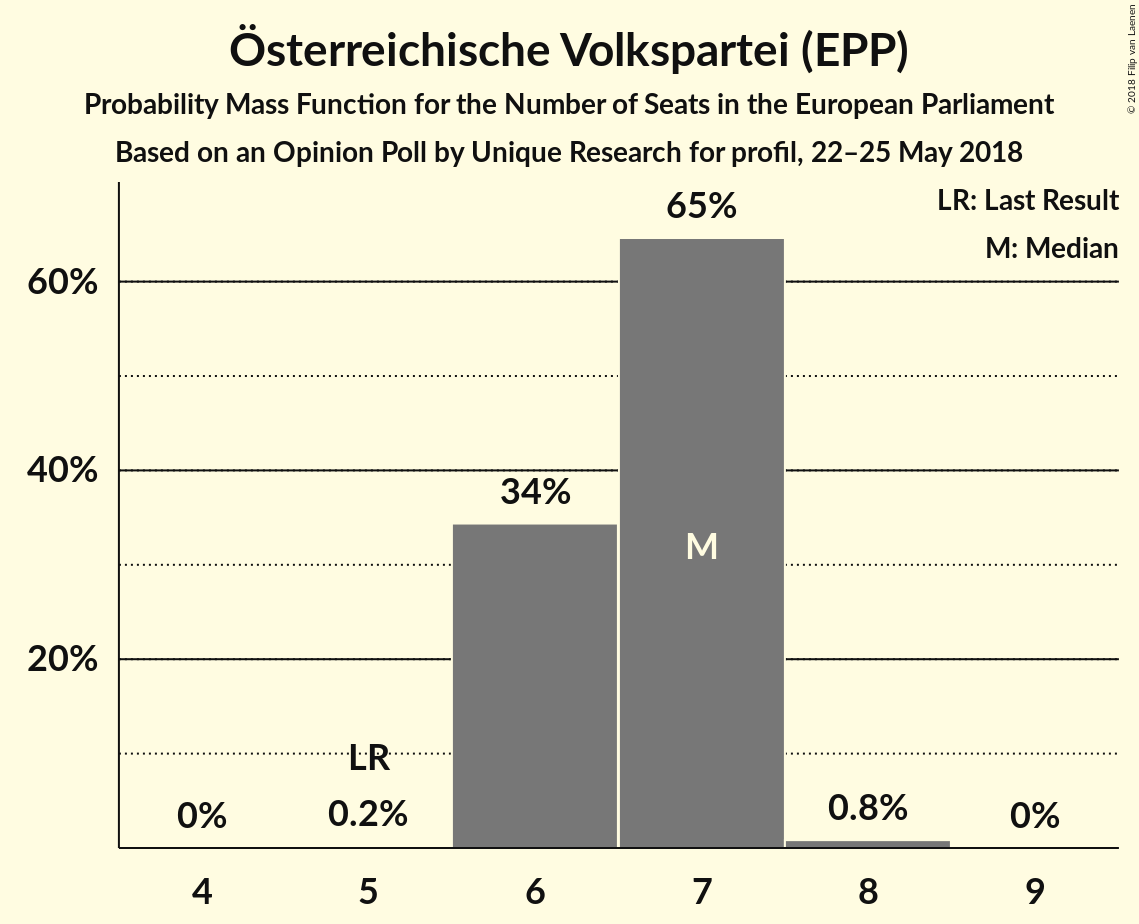 Österreichische Volkspartei (EPP)
Probability Mass Function for the Number of Seats in the European Parliament
Based on an Opinion Poll by Unique Research for profil, 22–25 May 2018
© 2018 Filip van Laenen
LR: Last Result
M: Median
65%
60%
40%
34%
M
20%
LR
0%
0.2%
0.8%
0%
4
5
6
7
8
9